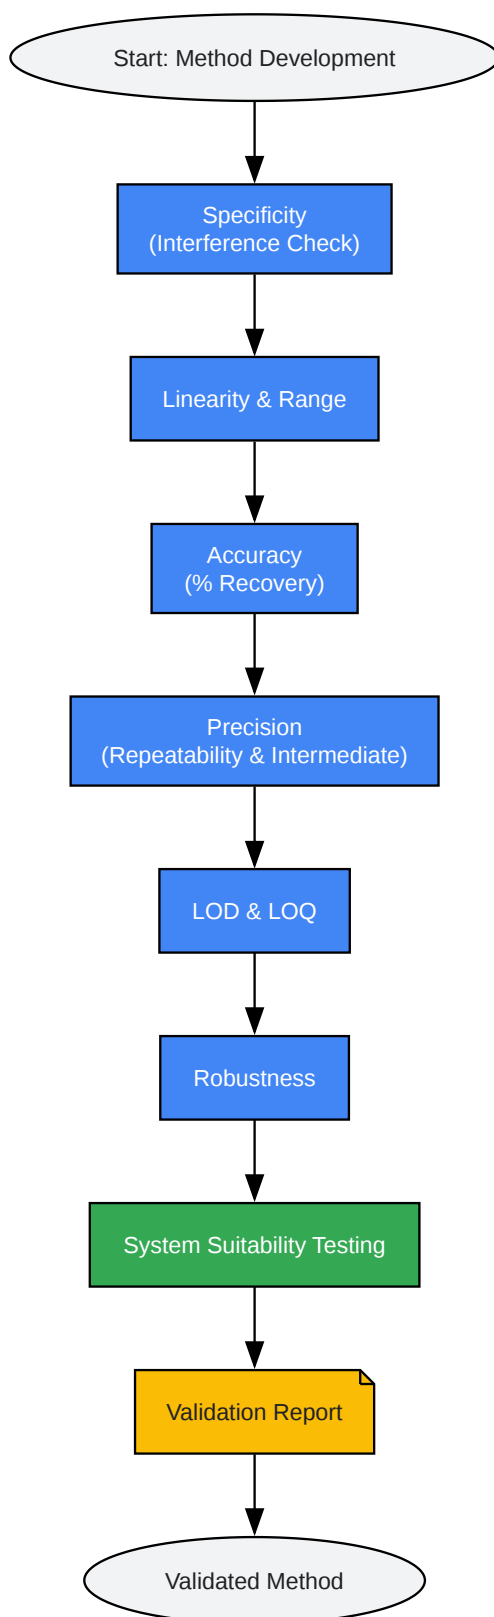 Start: Method Development
Specificity
(Interference Check)
Linearity & Range
Accuracy
(% Recovery)
Precision
(Repeatability & Intermediate)
LOD & LOQ
Robustness
System Suitability Testing
Validation Report
Validated Method